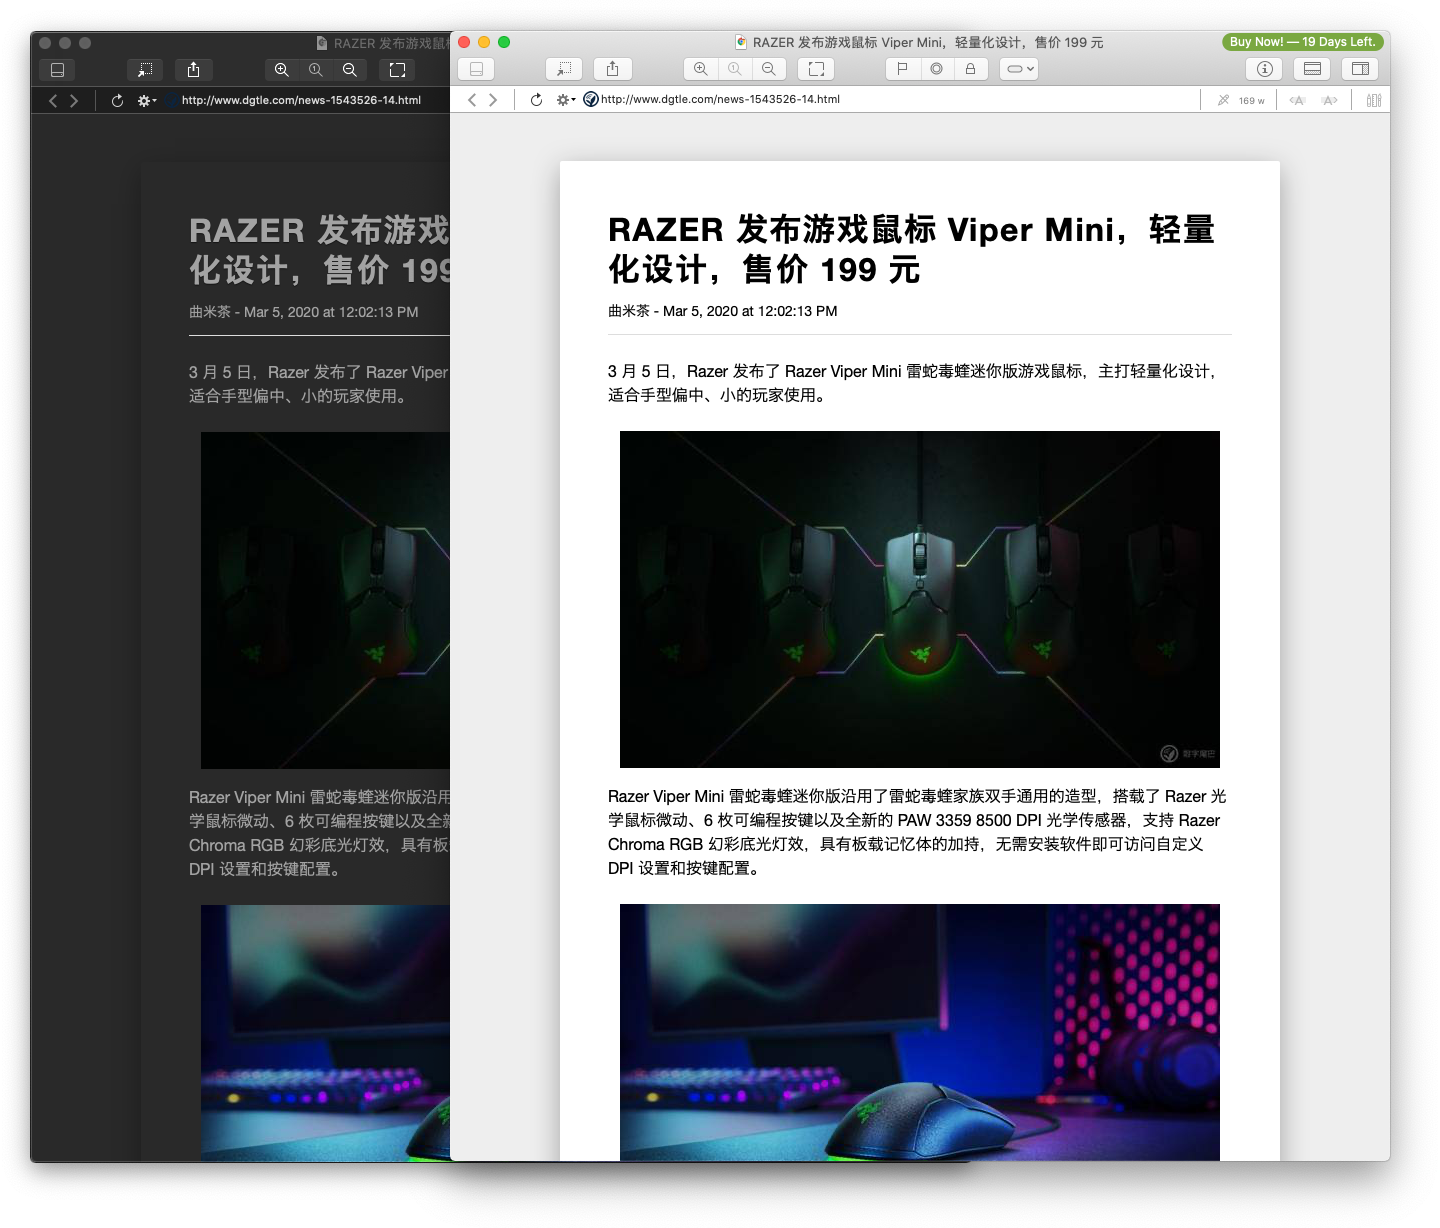 RAZER 发布游戏鼠
http://www.dgtle.com/news-1543526-14.html
RAZER 发布游戏
化设计，售价 199
曲米茶 - Mar 5, 2020 at 12:02:13 PM
3 月 5 日，Razer 发布了 Razer Viper
适合手型偏中、小的玩家使用。
Razer Viper Mini 雷蛇毒蝰迷你版沿用
学鼠标微动、6 枚可编程按键以及全新
Chroma RGB 幻彩底光灯效，具有板
DPI 设置和按键配置。
RAZER 发布游戏鼠标 Viper Mini，轻量化设计，售价 199 元
Buy Now! — 19 Days Left.
http://www.dgtle.com/news-1543526-14.html
169 w
RAZER 发布游戏鼠标 Viper Mini，轻量
化设计，售价 199 元
曲米茶 - Mar 5, 2020 at 12:02:13 PM
3 月 5 日，Razer 发布了 Razer Viper Mini 雷蛇毒蝰迷你版游戏鼠标，主打轻量化设计，
适合手型偏中、小的玩家使用。
数字尾巴
Razer Viper Mini 雷蛇毒蝰迷你版沿用了雷蛇毒蝰家族双手通用的造型，搭载了 Razer 光
学鼠标微动、6 枚可编程按键以及全新的 PAW 3359 8500 DPI 光学传感器，支持 Razer
Chroma RGB 幻彩底光灯效，具有板载记忆体的加持，无需安装软件即可访问自定义
DPI 设置和按键配置。